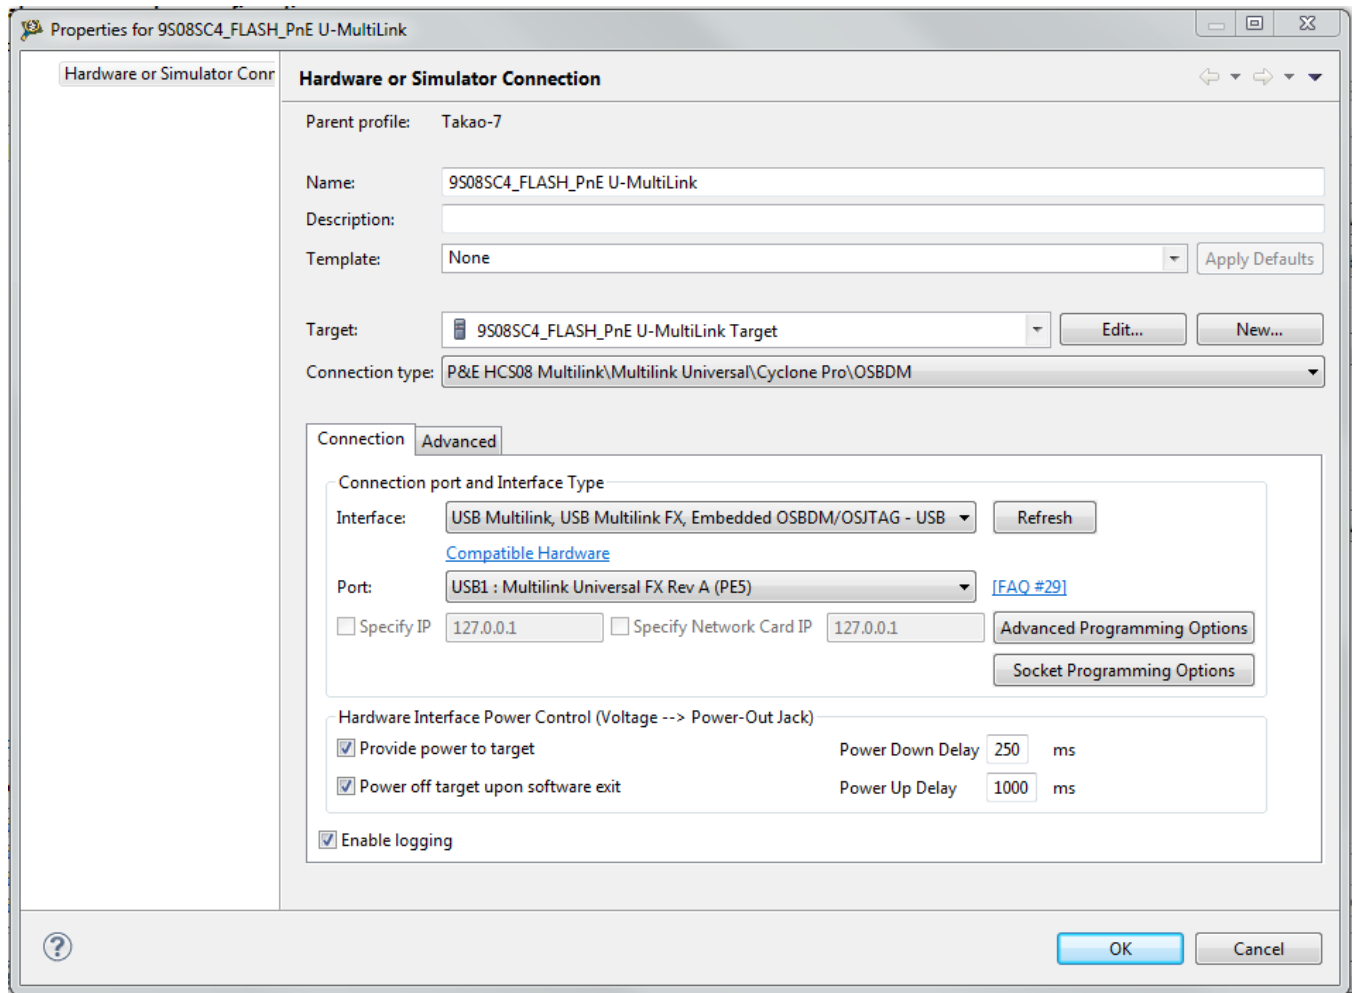 Properties for 9S08SC4_FLASH_PnE U-MultiLink
Hardware or Simulator Conn
Hardware or Simulator Connection
Parent profile: Takao-7
Name: 9S08SC4_FLASH_PnE U-MultiLink
Description:
Template: None Apply Defaults
Target: 9S08SC4_FLASH_PnE U-MultiLink Target Edit... New...
Connection type: P&E HCS08 Multilink\Multilink Universal\Cyclone Pro\OSBDM
Connection Advanced
Connection port and Interface Type
Interface: USB Multilink, USB Multilink FX, Embedded OSBDM/OSJTAG - USB Refresh
Compatible Hardware
Port: USB1 : Multilink Universal FX Rev A (PE5) [FAQ #29]
Specify IP 127.0.0.1 Specify Network Card IP 127.0.0.1 Advanced Programming Options
Socket Programming Options
Hardware Interface Power Control (Voltage --> Power-Out Jack)
Provide power to target Power Down Delay 250 ms
Power off target upon software exit Power Up Delay 1000 ms
Enable logging
? OK Cancel